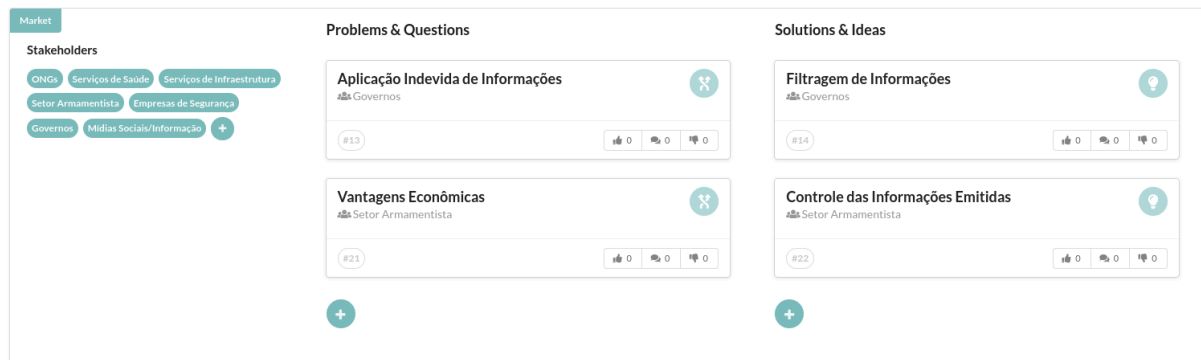 Market
Stakeholders
ONGs Serviços de Saúde Serviços de Infraestrutura
Setor Armamentista Empresas de Segurança
Governos Mídias Sociais/Informação +
Problems & Questions
Aplicação Indevida de Informações
Governos
#13 0 0 0
Vantagens Econômicas
Setor Armamentista
#21 0 0 0
+
Solutions & Ideas
Filtragem de Informações
Governos
#14 0 0 0
Controle das Informações Emitidas
Setor Armamentista
#22 0 0 0
+